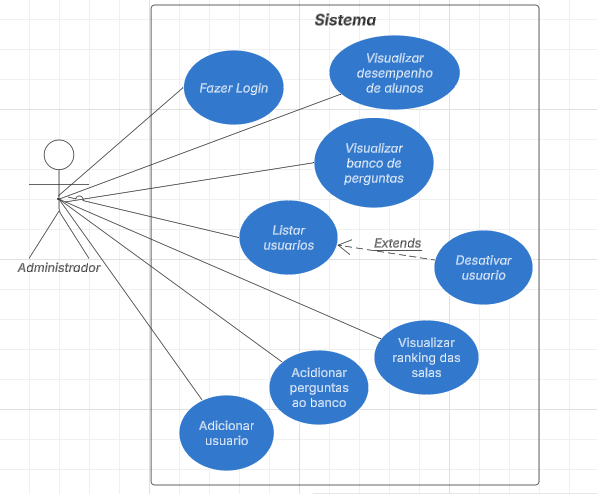 Sistema
Fazer Login
Visualizar
desempenho
de alunos
Visualizar
banco de
perguntas
Listar
usuarios
Extends
Desativar
usuario
Administrador
Visualizar
ranking das
salas
Acidionar
perguntas
ao banco
Adicionar
usuario